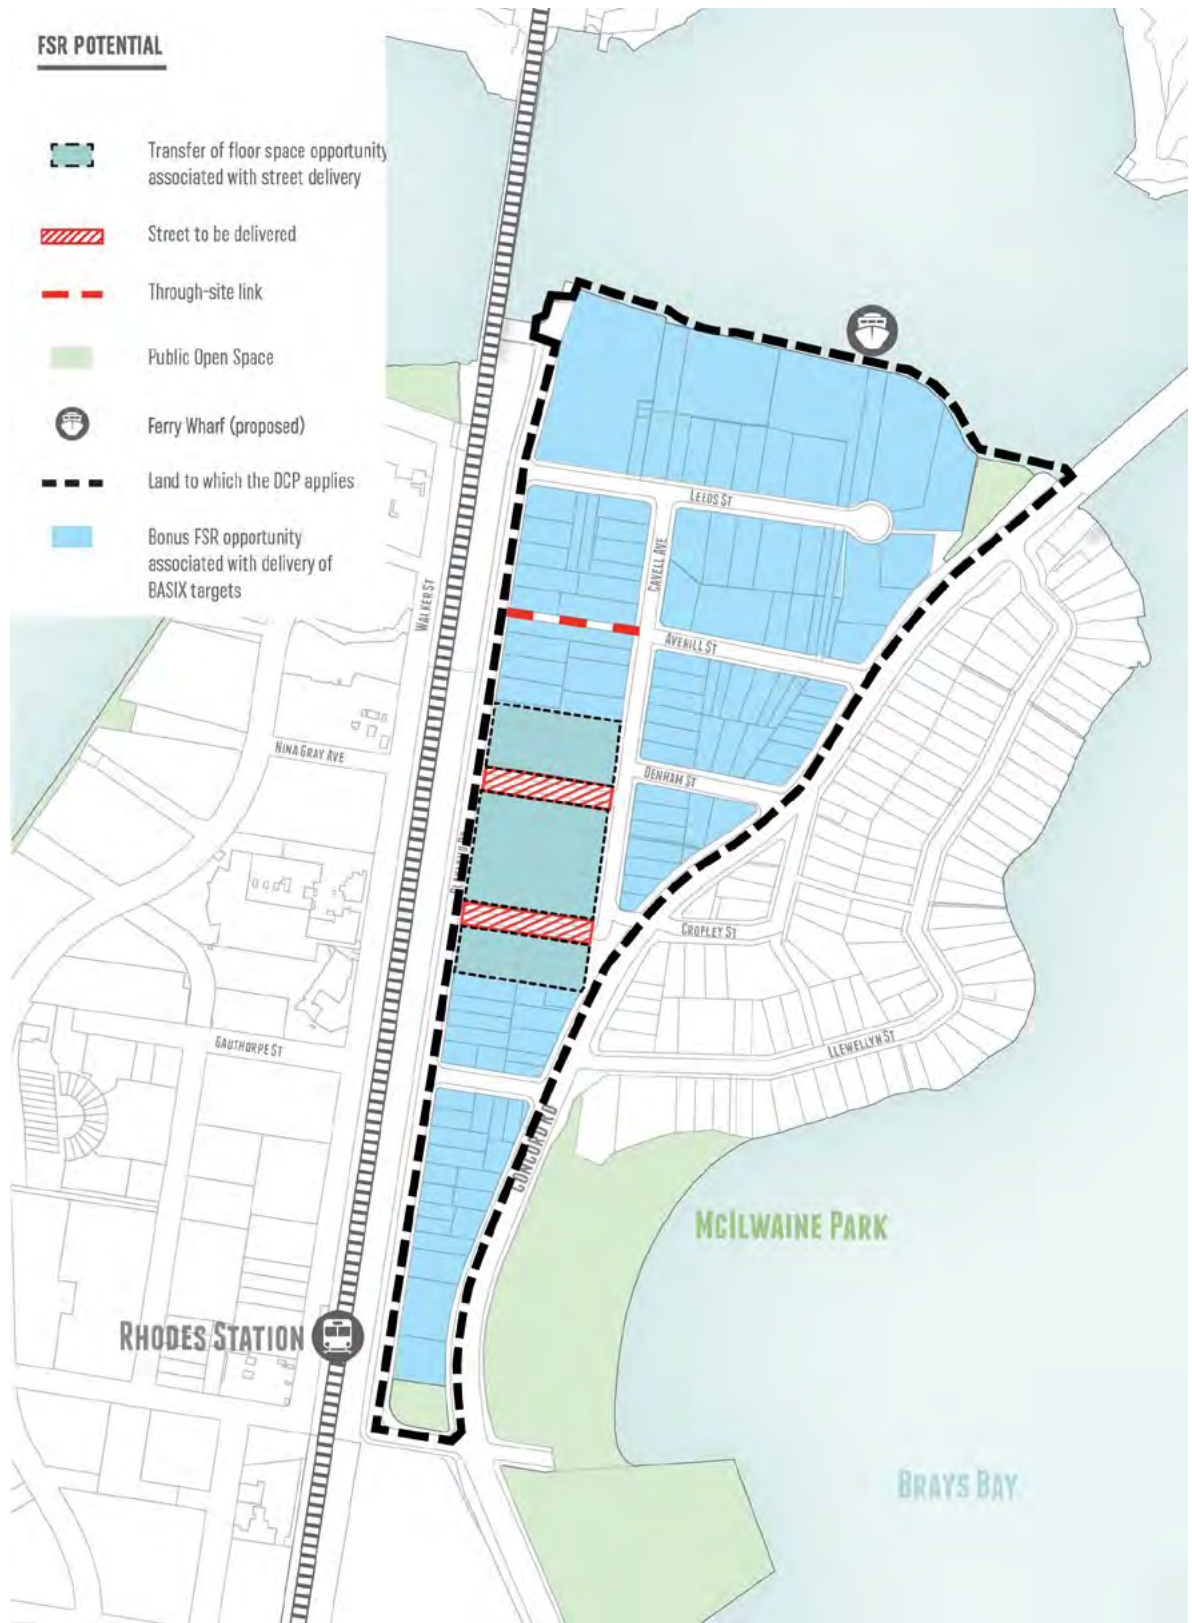 FSR POTENTIAL
Transfer of floor space opportunity
associated with street delivery
Street to be delivered
Through-site link
Public Open Space
Ferry Wharf (proposed)
Land to which the DCP applies
Bonus FSR opportunity
associated with delivery of
BASIX targets
LEEDS ST
CAVELL AVE
WALKER ST
AVERILL ST
NINA GRAY AVE
DENHAM ST
CROPLEY ST
GAUTHORPE ST
LLEWELLYN ST
CONCORD RD
MCILWAINE PARK
RHODES STATION
BRAYS BAY